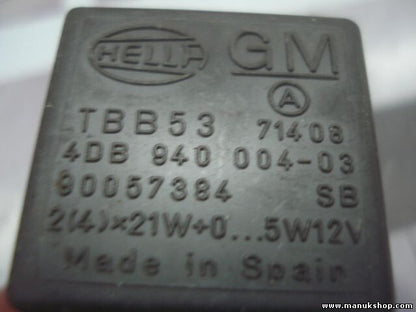 HELLA GM
A
TBB53 71408
4DB 940 004-03
90057384 SB
2(4)×21W+0...5W12V
Made in Spain
www.manukshop.com